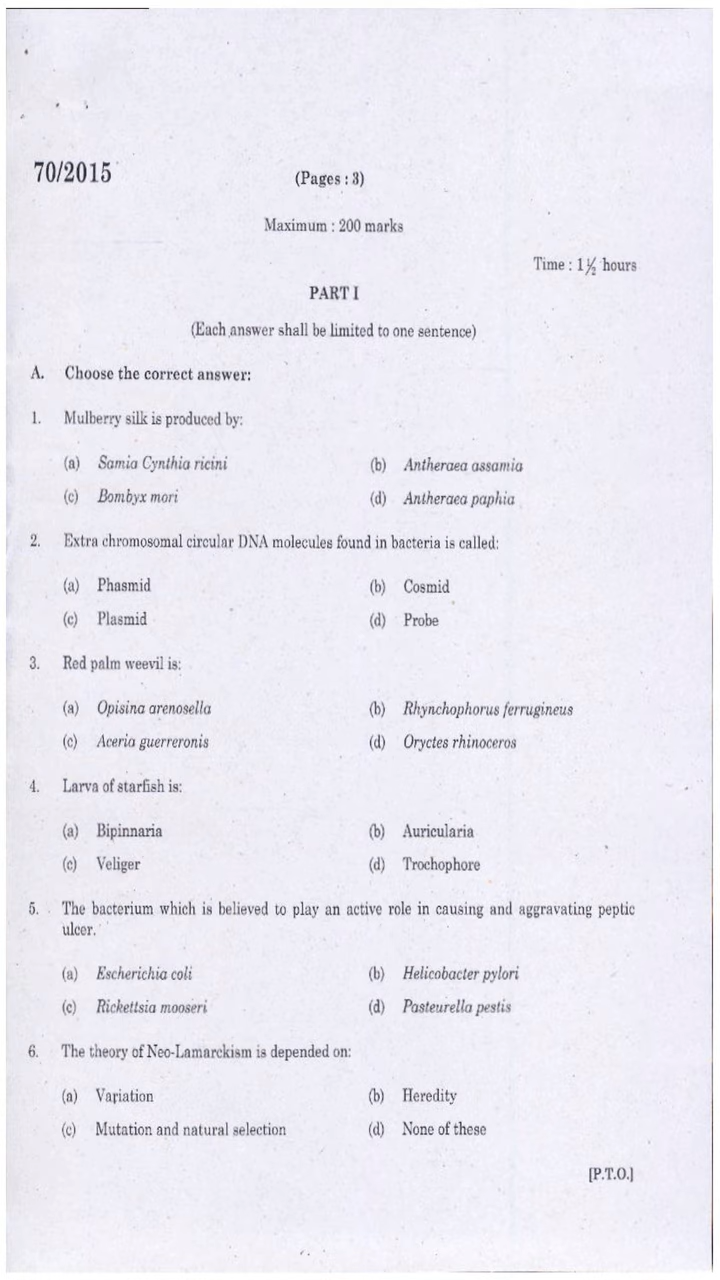 70/2015
(Pages : 3)
Maximum : 200 marks
Time : 1½ hours
PART I
(Each answer shall be limited to one sentence)
A. Choose the correct answer:
1. Mulberry silk is produced by:
(a) Samia Cynthia ricini (b) Antheraea assamia
(c) Bombyx mori (d) Antheraea paphia
2. Extra chromosomal circular DNA molecules found in bacteria is called:
(a) Phasmid (b) Cosmid
(c) Plasmid (d) Probe
3. Red palm weevil is:
(a) Opisina arenosella (b) Rhynchophorus ferrugineus
(c) Aceria guerreronis (d) Oryctes rhinoceros
4. Larva of starfish is:
(a) Bipinnaria (b) Auricularia
(c) Veliger (d) Trochophore
5. The bacterium which is believed to play an active role in causing and aggravating peptic
ulcer.
(a) Escherichia coli (b) Helicobacter pylori
(c) Rickettsia mooseri (d) Pasteurella pestis
6. The theory of Neo-Lamarckism is depended on:
(a) Variation (b) Heredity
(c) Mutation and natural selection (d) None of these
[P.T.O.]